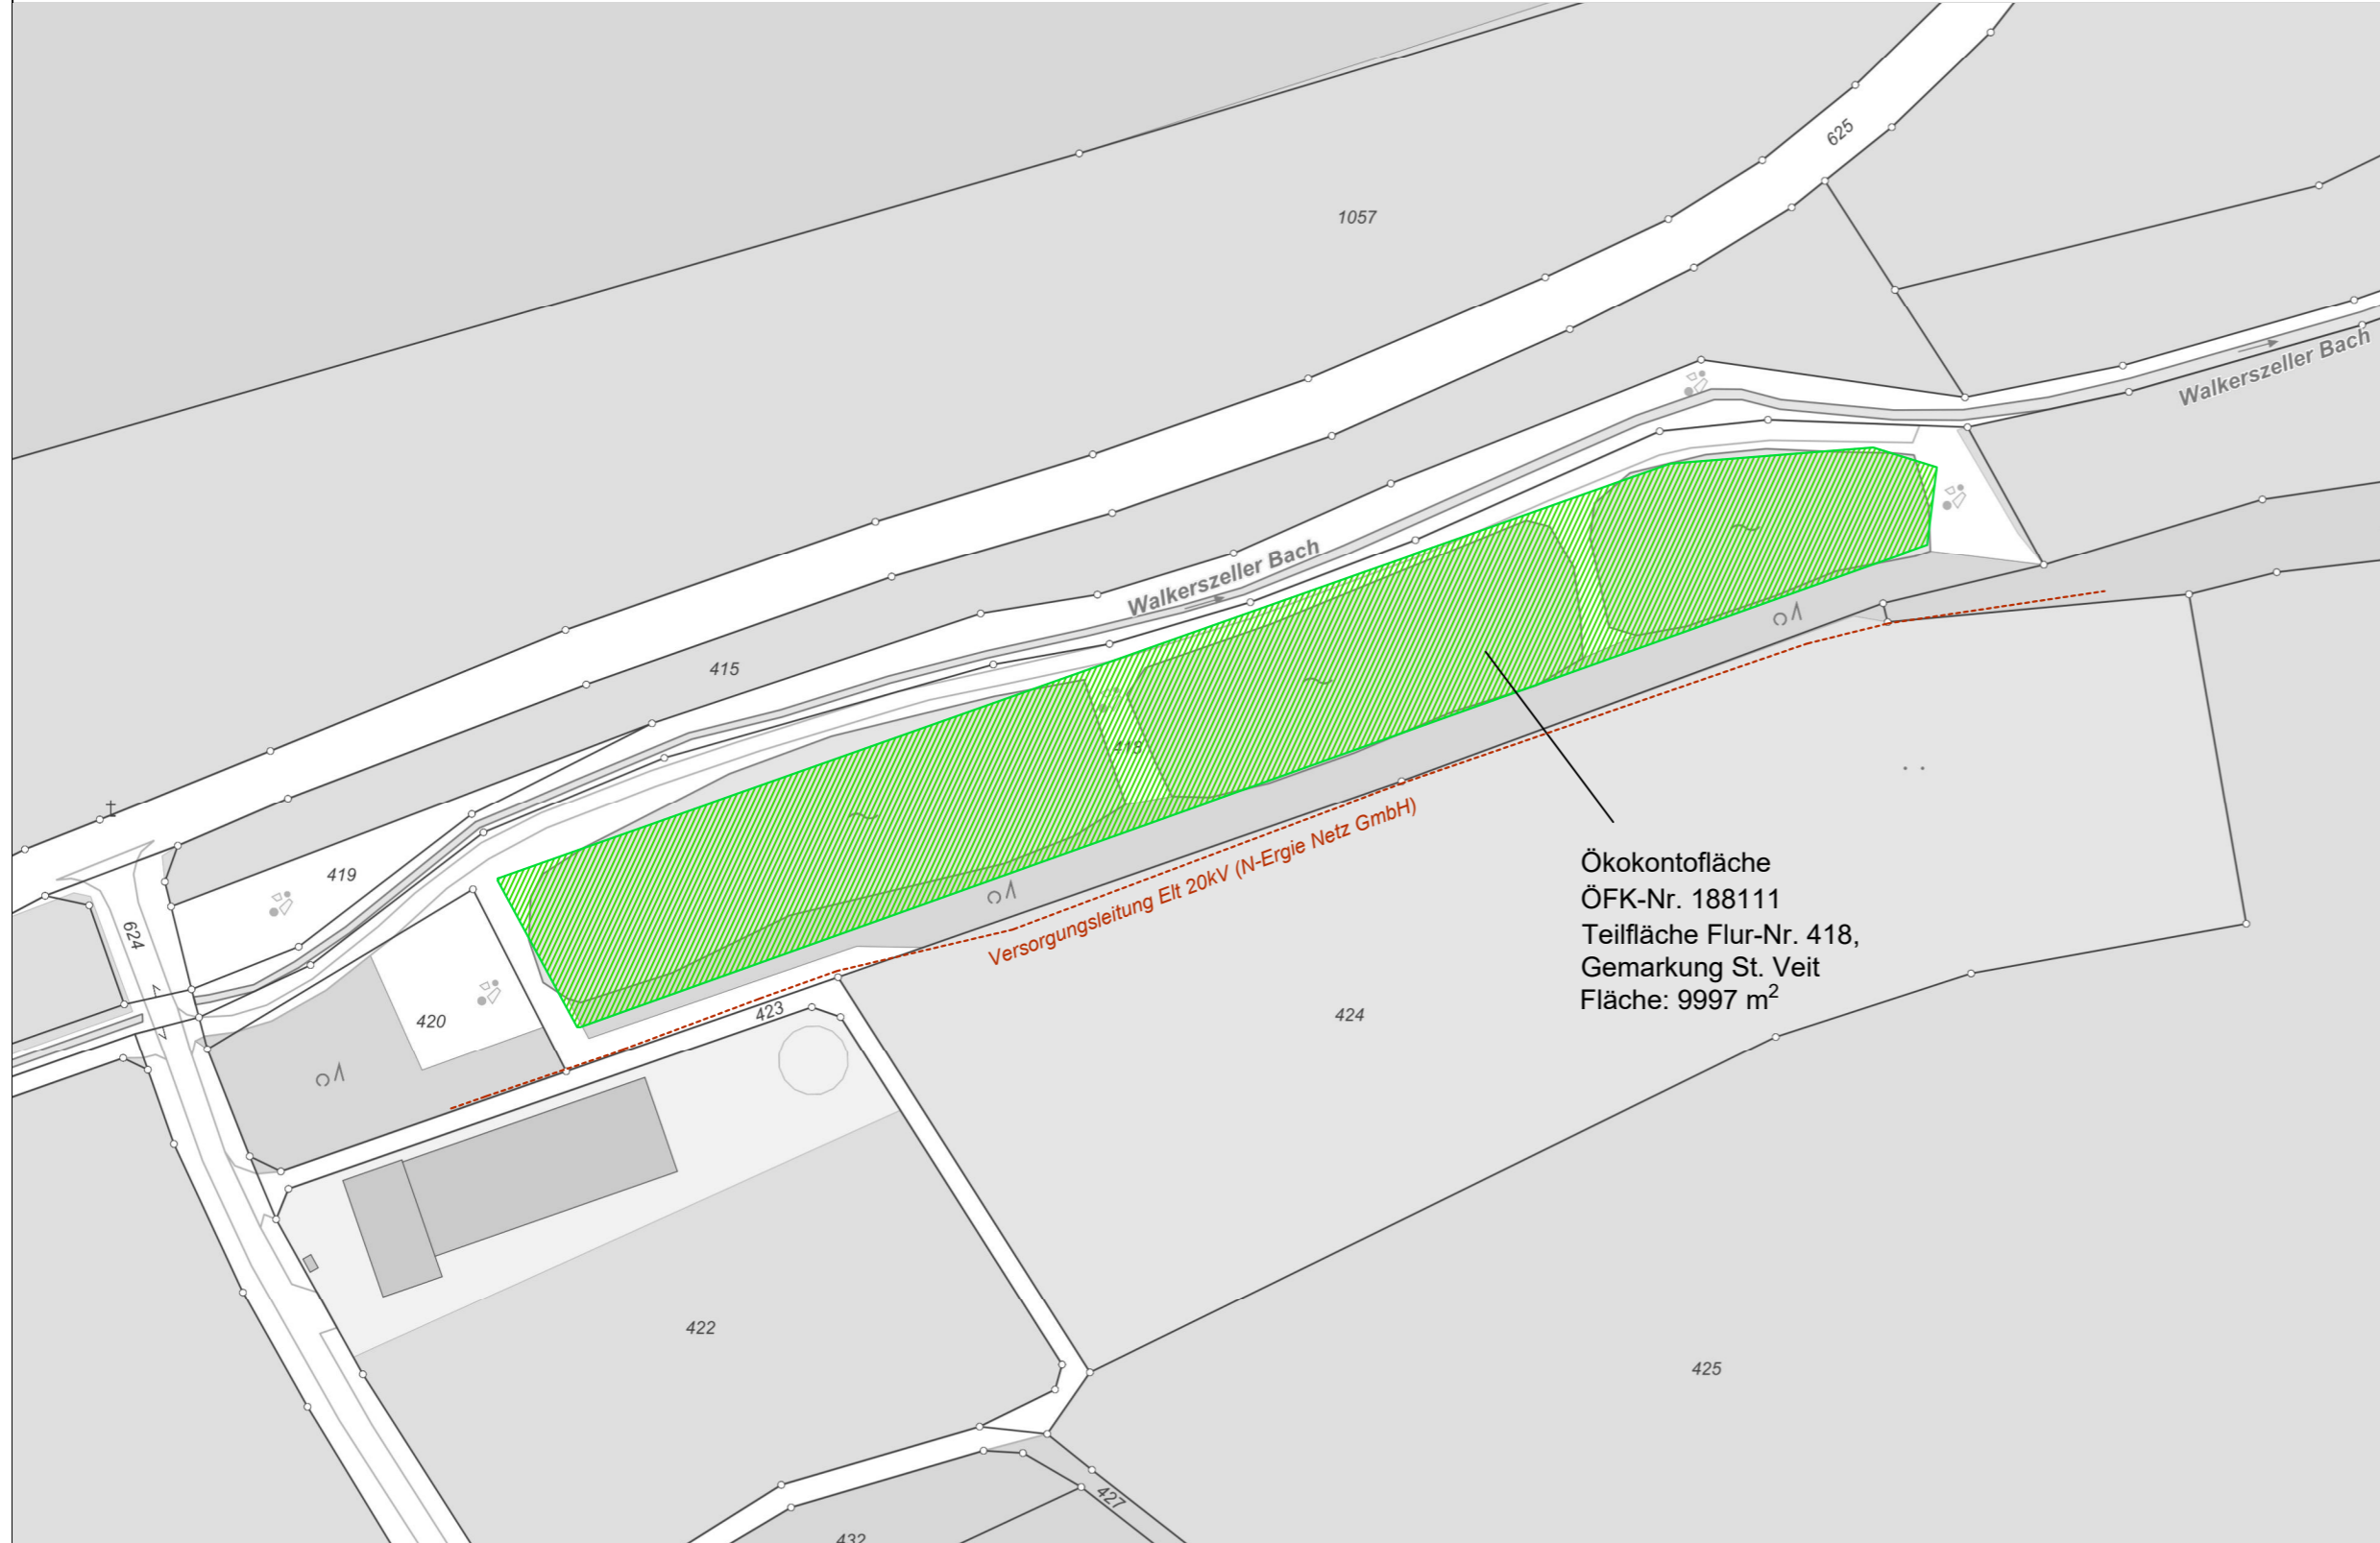 625
1057
Walkerszeller Bach
Walkerszeller Bach
415
418
419
624
Versorgungsleitung Elt 20kV (N-Ergie Netz GmbH)
Ökokontofläche
ÖFK-Nr. 188111
Teilfläche Flur-Nr. 418,
Gemarkung St. Veit
Fläche: 9997 m²
420
423
424
422
425
427
432